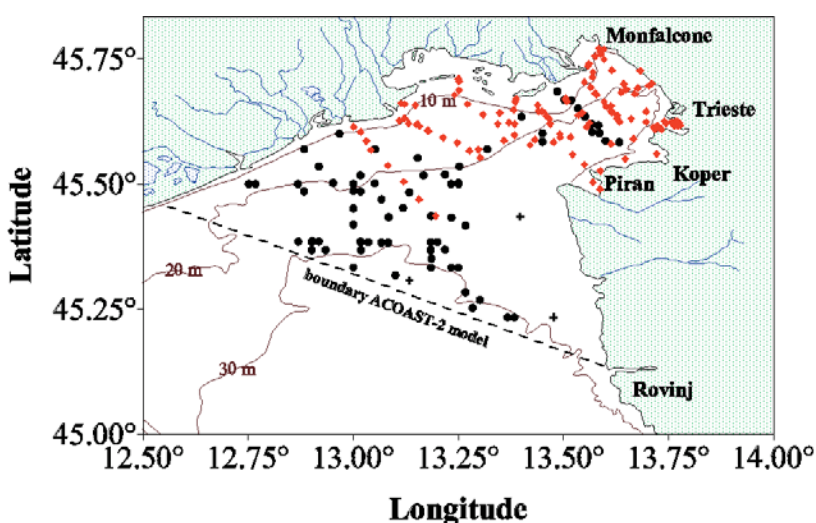 Monfalcone
45.75°
10 m
Trieste
Koper
Piran
45.50°
Latitude
20 m
boundary ACOAST-2 model
45.25°
30 m
Rovinj
45.00°
12.50° 12.75° 13.00° 13.25° 13.50° 13.75° 14.00°
Longitude